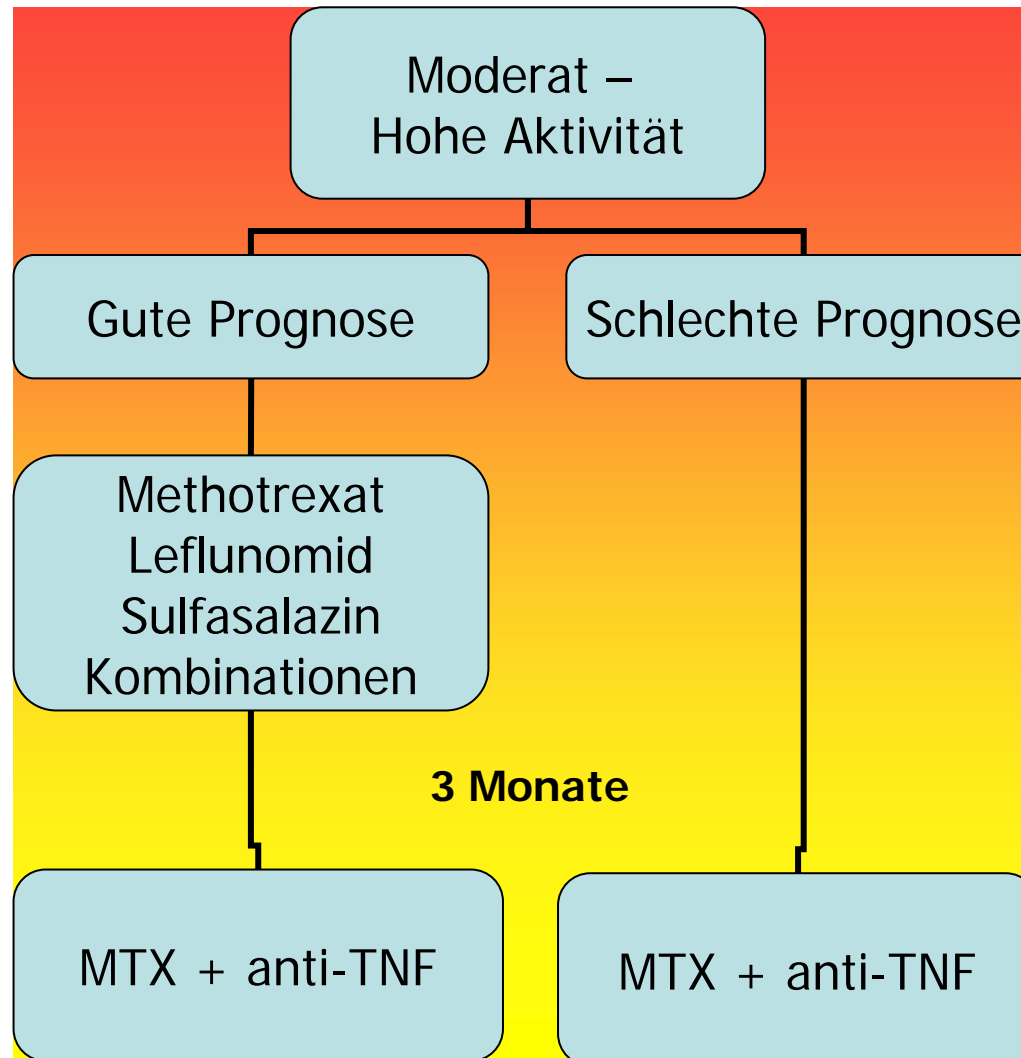 Moderat –
Hohe Aktivität
Gute Prognose
Schlechte Prognose
Methotrexat
Leflunomid
Sulfasalazin
Kombinationen
3 Monate
MTX + anti-TNF
MTX + anti-TNF